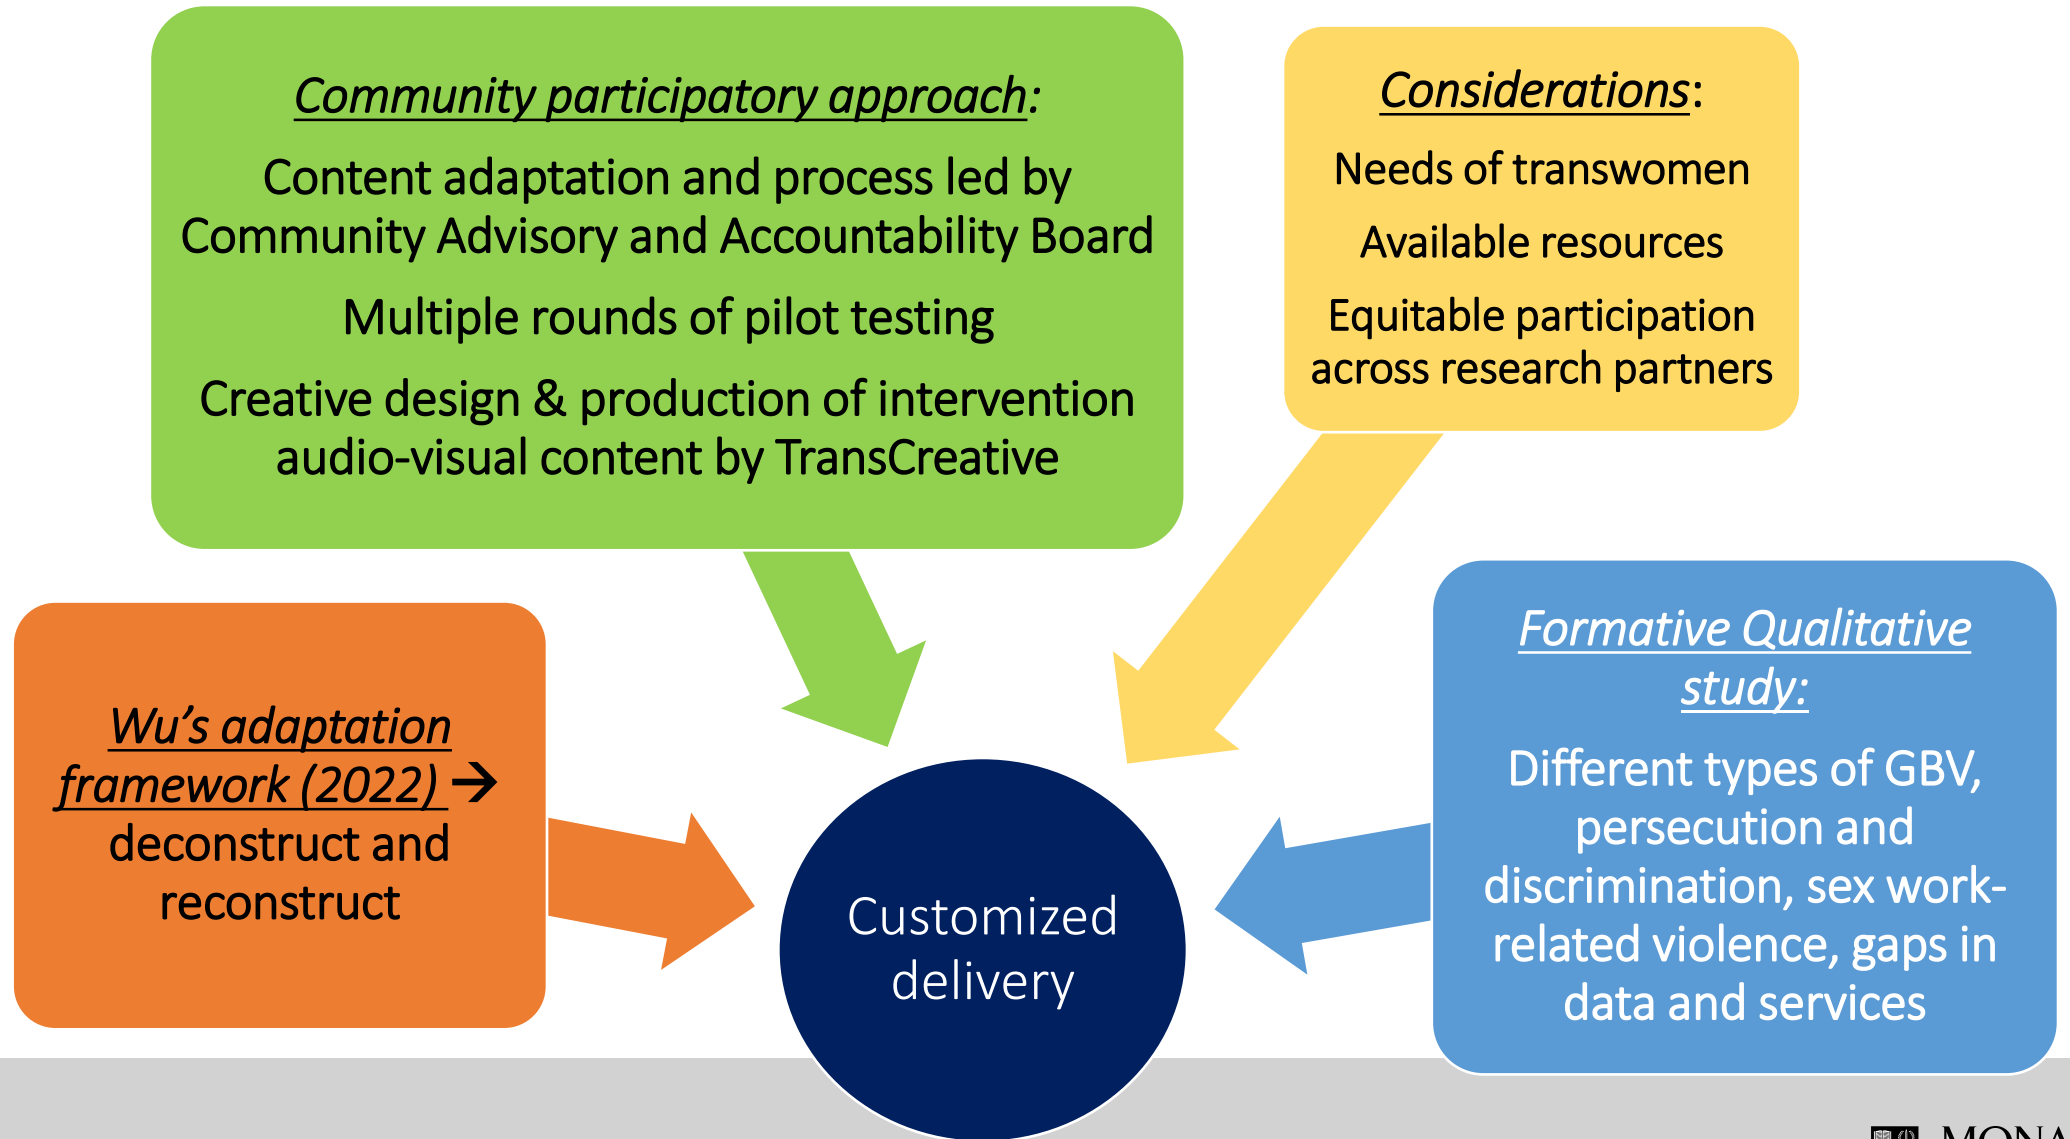 Community participatory approach:
Content adaptation and process led by
Community Advisory and Accountability Board
Multiple rounds of pilot testing
Creative design & production of intervention
audio-visual content by TransCreative
Considerations:
Needs of transwomen
Available resources
Equitable participation
across research partners
Wu’s adaptation
framework (2022) →
deconstruct and
reconstruct
Formative Qualitative
study:
Different types of GBV,
persecution and
discrimination, sex work-
related violence, gaps in
data and services
Customized
delivery